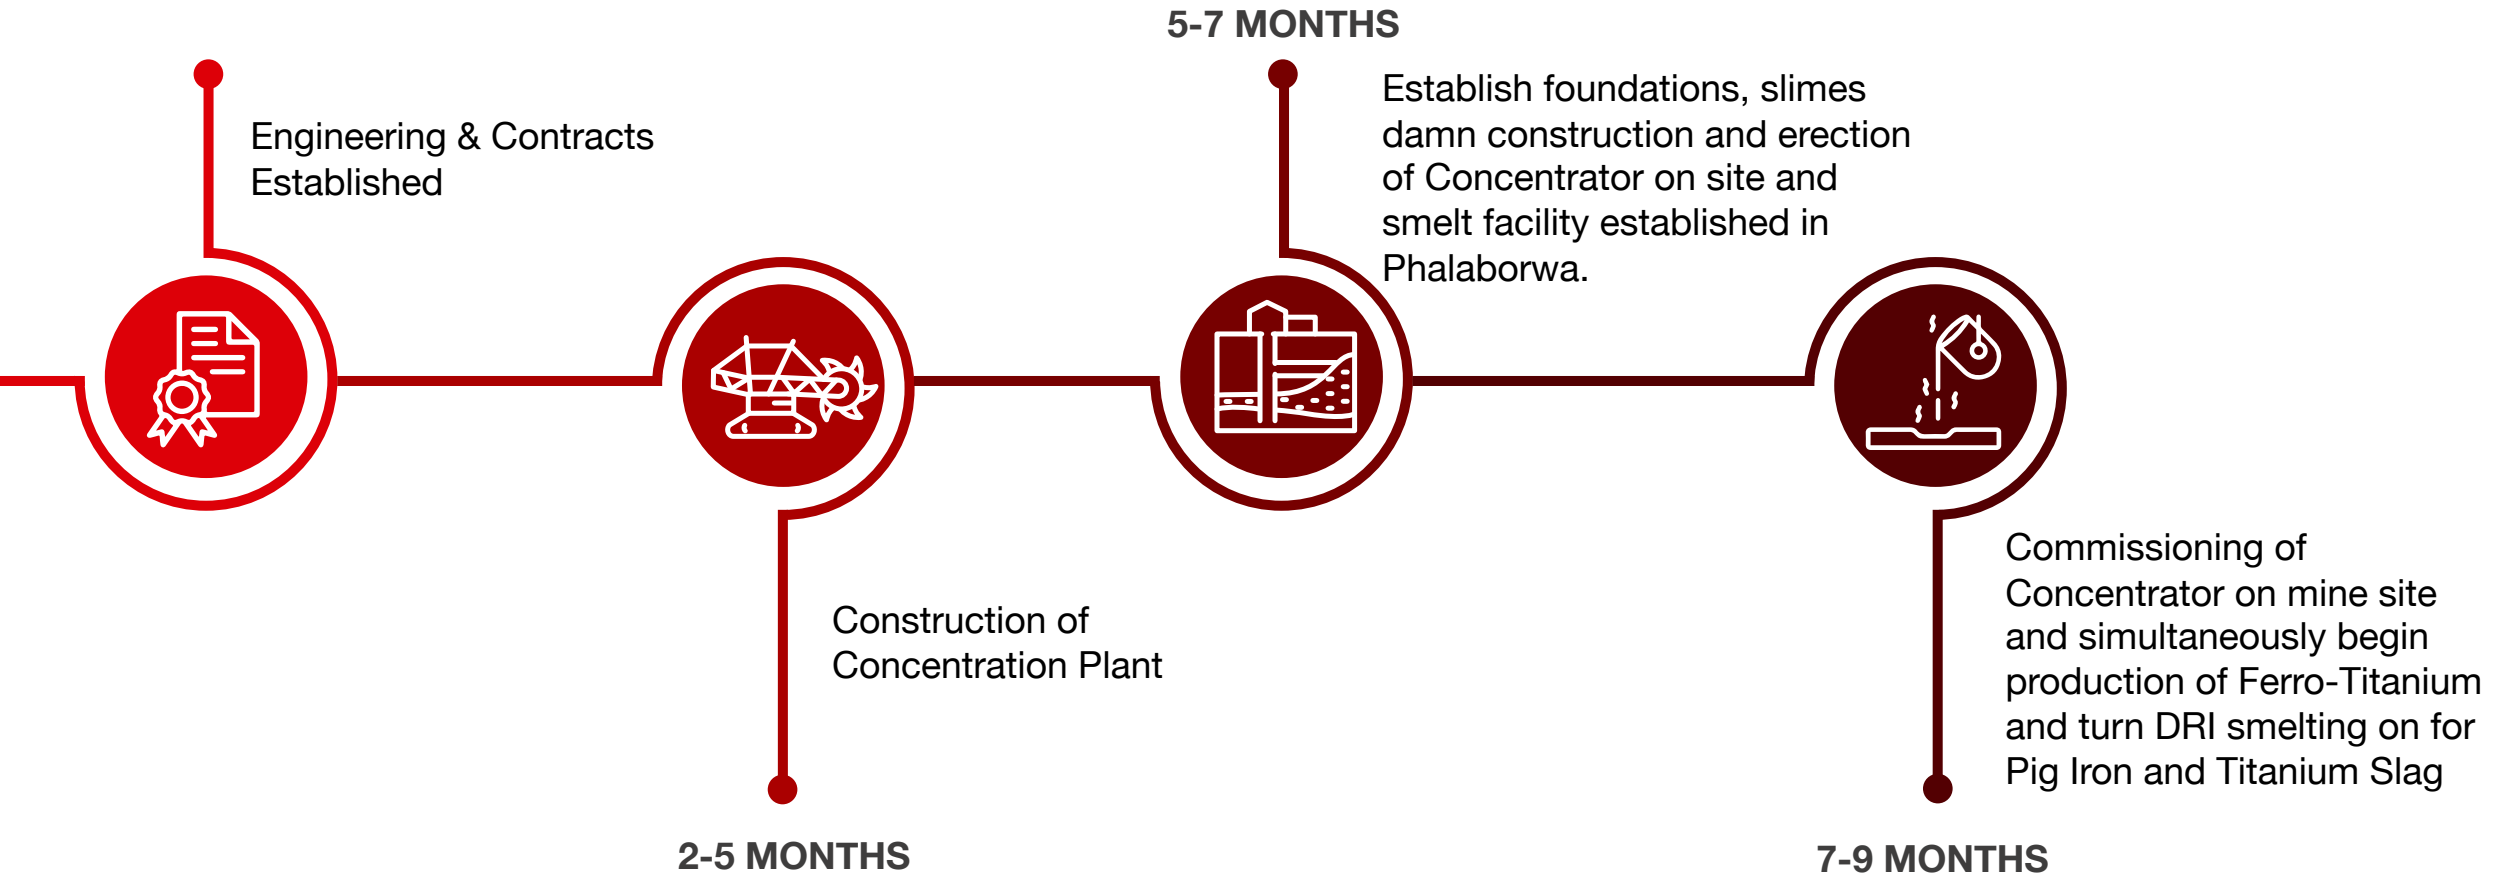 Engineering & Contracts
Established
2-5 MONTHS
Construction of
Concentration Plant
5-7 MONTHS
Establish foundations, slimes
damn construction and erection
of Concentrator on site and
smelt facility established in
Phalaborwa.
7-9 MONTHS
Commissioning of
Concentrator on mine site
and simultaneously begin
production of Ferro-Titanium
and turn DRI smelting on for
Pig Iron and Titanium Slag